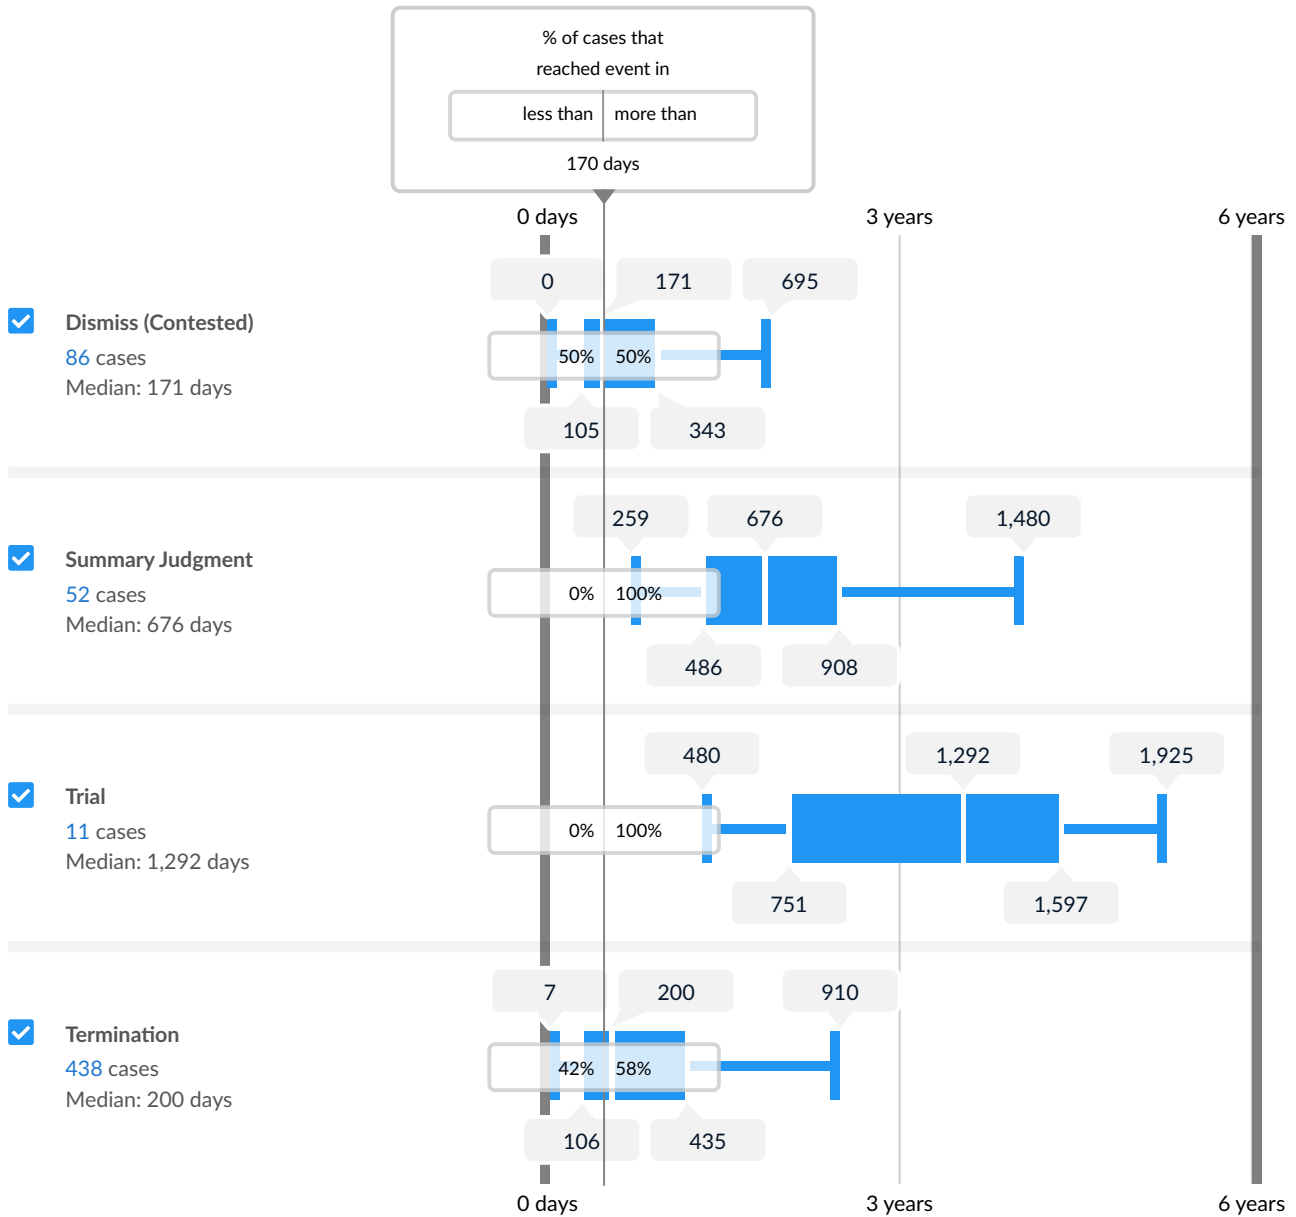 % of cases that
reached event in
less than more than
170 days
0 days 3 years 6 years
0 171 695
Dismiss (Contested)
86 cases
Median: 171 days
50% 50%
105 343
259 676 1,480
Summary Judgment
52 cases
Median: 676 days
0% 100%
486 908
480 1,292 1,925
Trial
11 cases
Median: 1,292 days
0% 100%
751 1,597
7 200 910
Termination
438 cases
Median: 200 days
42% 58%
106 435
0 days 3 years 6 years